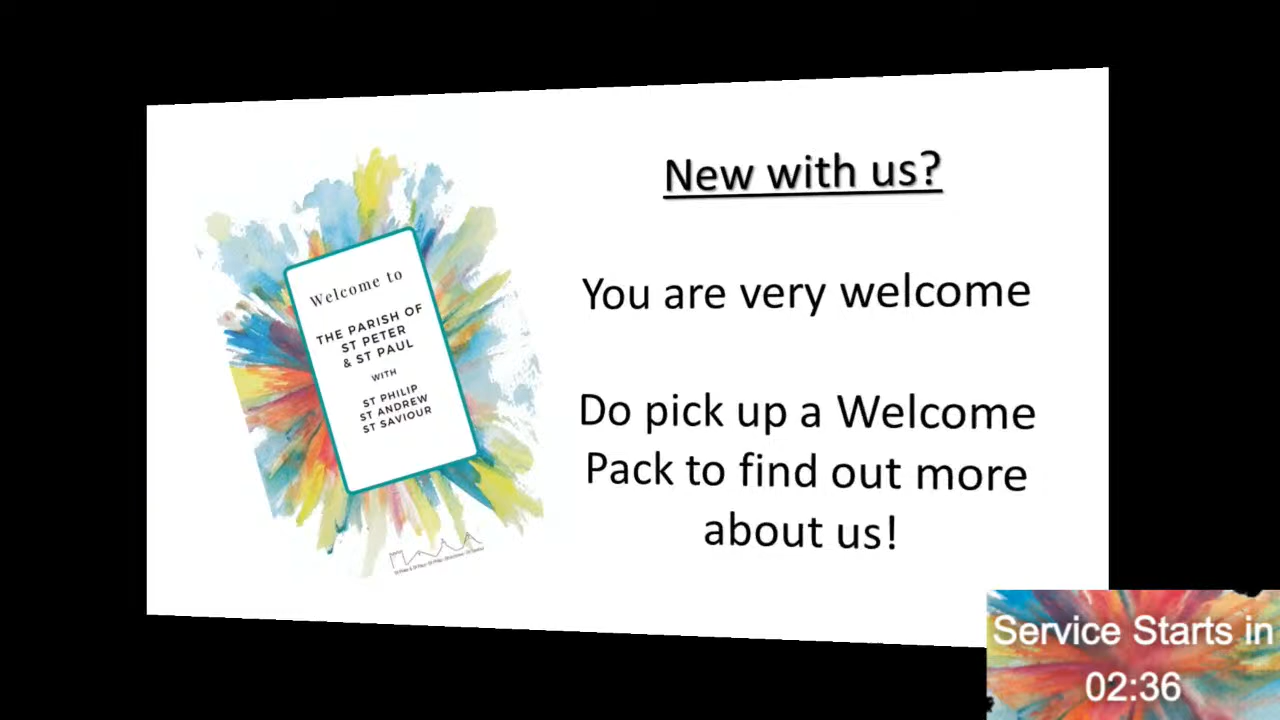 New with us?
You are very welcome
Do pick up a Welcome
Pack to find out more
about us!
Welcome to
THE PARISH OF
ST PETER
& ST PAUL
WITH
ST PHILIP
ST ANDREW
ST SAVIOUR
Service Starts in
02:36